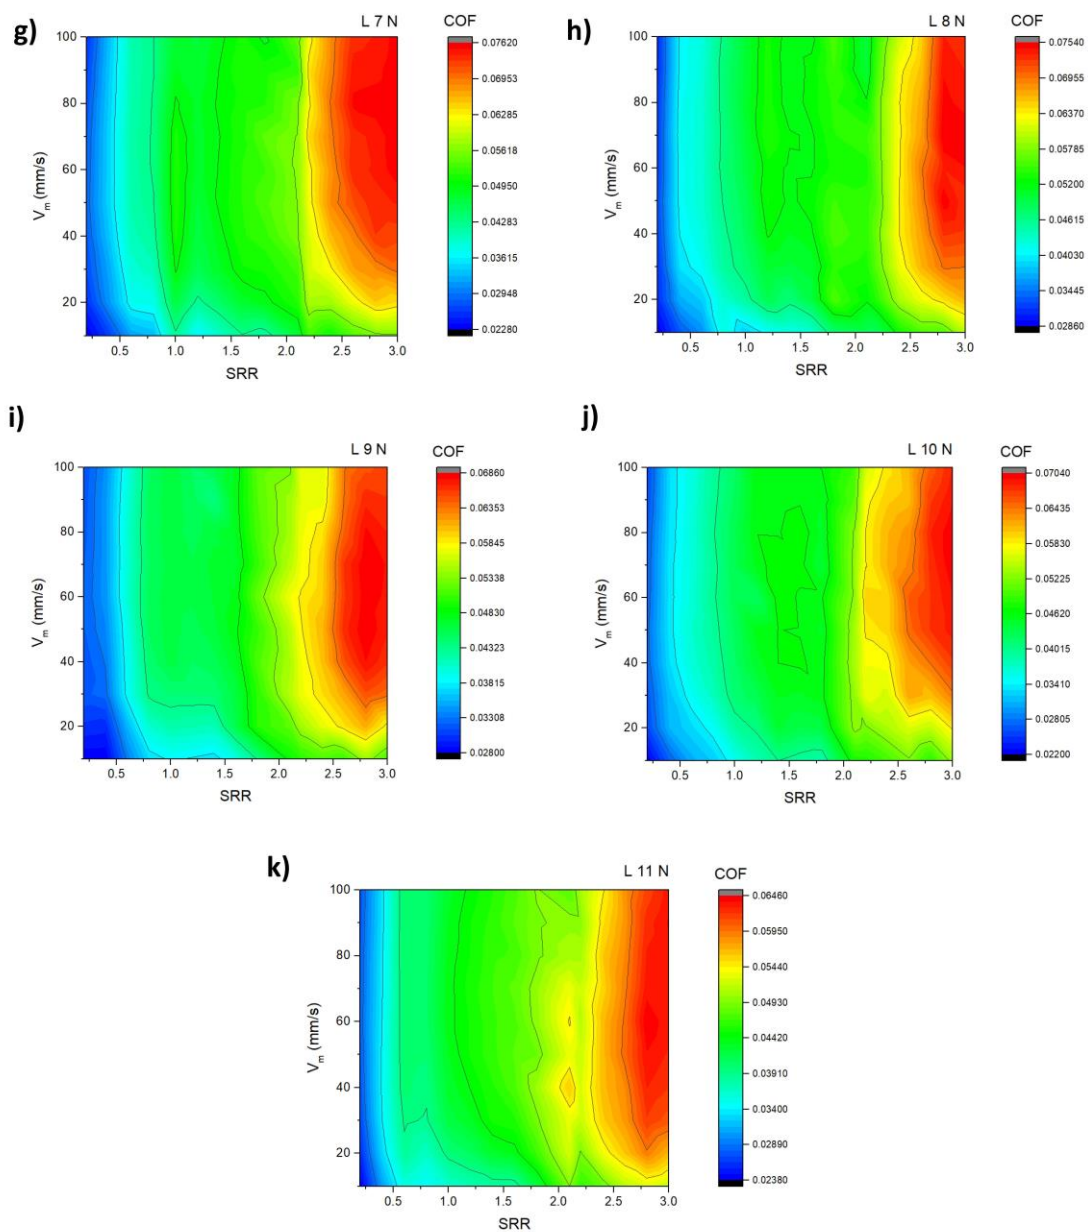 g)
L 7 N
COF
100
80
60
40
20
V_m (mm/s)
0.5 1.0 1.5 2.0 2.5 3.0
SRR
0.07620
0.06953
0.06285
0.05618
0.04950
0.04283
0.03615
0.02948
0.02280
h)
L 8 N
COF
100
80
60
40
20
V_m (mm/s)
0.5 1.0 1.5 2.0 2.5 3.0
SRR
0.07540
0.06955
0.06370
0.05785
0.05200
0.04615
0.04030
0.03445
0.02860
i)
L 9 N
COF
100
80
60
40
20
V_m (mm/s)
0.5 1.0 1.5 2.0 2.5 3.0
SRR
0.06860
0.06353
0.05845
0.05338
0.04830
0.04323
0.03815
0.03308
0.02800
j)
L 10 N
COF
100
80
60
40
20
V_m (mm/s)
0.5 1.0 1.5 2.0 2.5 3.0
SRR
0.07040
0.06435
0.05830
0.05225
0.04620
0.04015
0.03410
0.02805
0.02200
k)
L 11 N
COF
100
80
60
40
20
V_m (mm/s)
0.5 1.0 1.5 2.0 2.5 3.0
SRR
0.06460
0.05950
0.05440
0.04930
0.04420
0.03910
0.03400
0.02890
0.02380